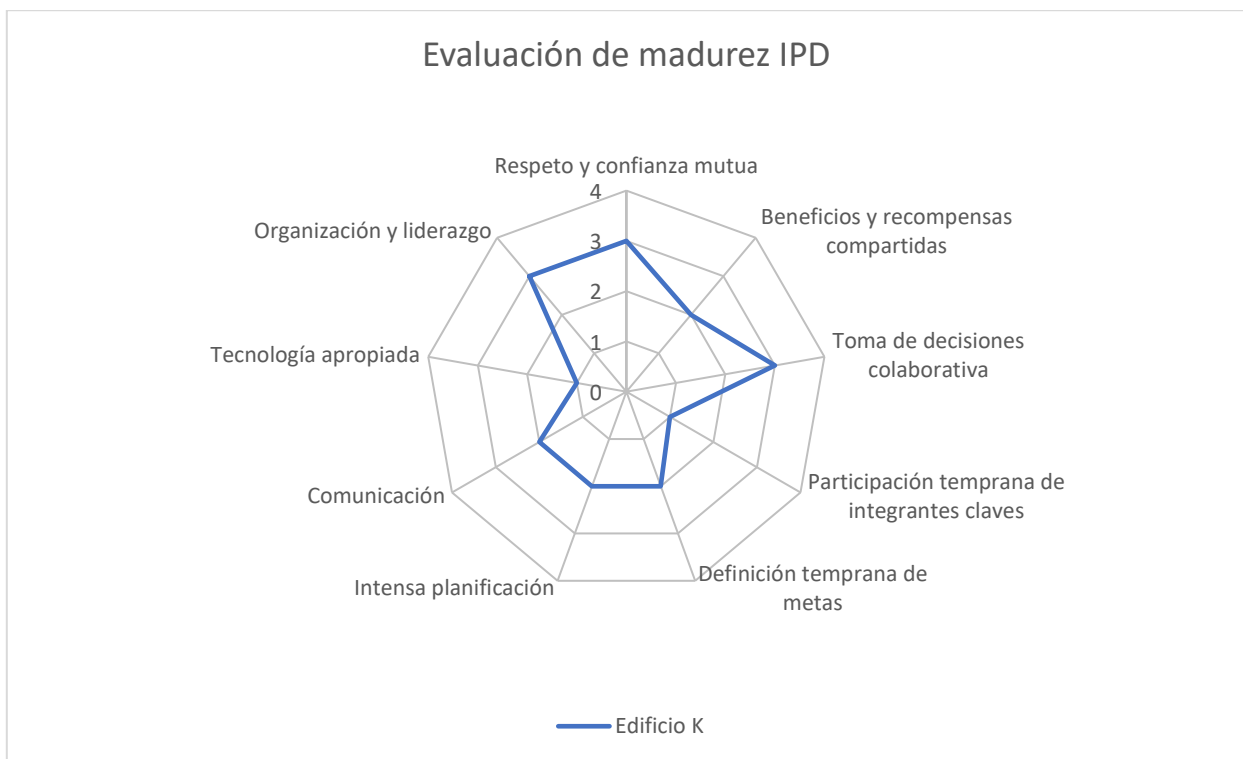 Evaluación de madurez IPD
Respeto y confianza mutua
Beneficios y recompensas
compartidas
Toma de decisiones
colaborativa
Participación temprana de
integrantes claves
Definición temprana de
metas
Intensa planificación
Comunicación
Tecnología apropiada
Organización y liderazgo
4
3
2
1
0
Edificio K